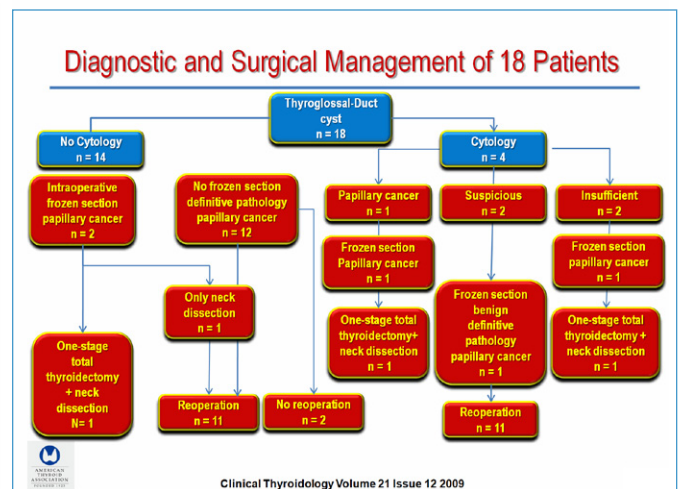 Diagnostic and Surgical Management of 18 Patients
Thyroglossal-Duct
cyst
n = 18
No Cytology
n = 14
Cytology
n = 4
Intraoperative
frozen section
papillary cancer
n = 2
No frozen section
definitive pathology
papillary cancer
n = 12
Papillary cancer
n = 1
Suspicious
n = 2
Insufficient
n = 2
Frozen section
Papillary cancer
n = 1
Frozen section
papillary cancer
n = 1
Only neck
dissection
n = 1
Frozen section
benign
definitive
pathology
papillary cancer
n = 1
One-stage
total
thyroidectomy
+ neck
dissection
N= 1
One-stage total
thyroidectomy+
neck dissection
n = 1
One-stage total
thyroidectomy +
neck dissection
n = 1
Reoperation
n = 11
No reoperation
n = 2
Reoperation
n = 11
AMERICAN
THYROID
ASSOCIATION
Clinical Thyroidology Volume 21 Issue 12 2009